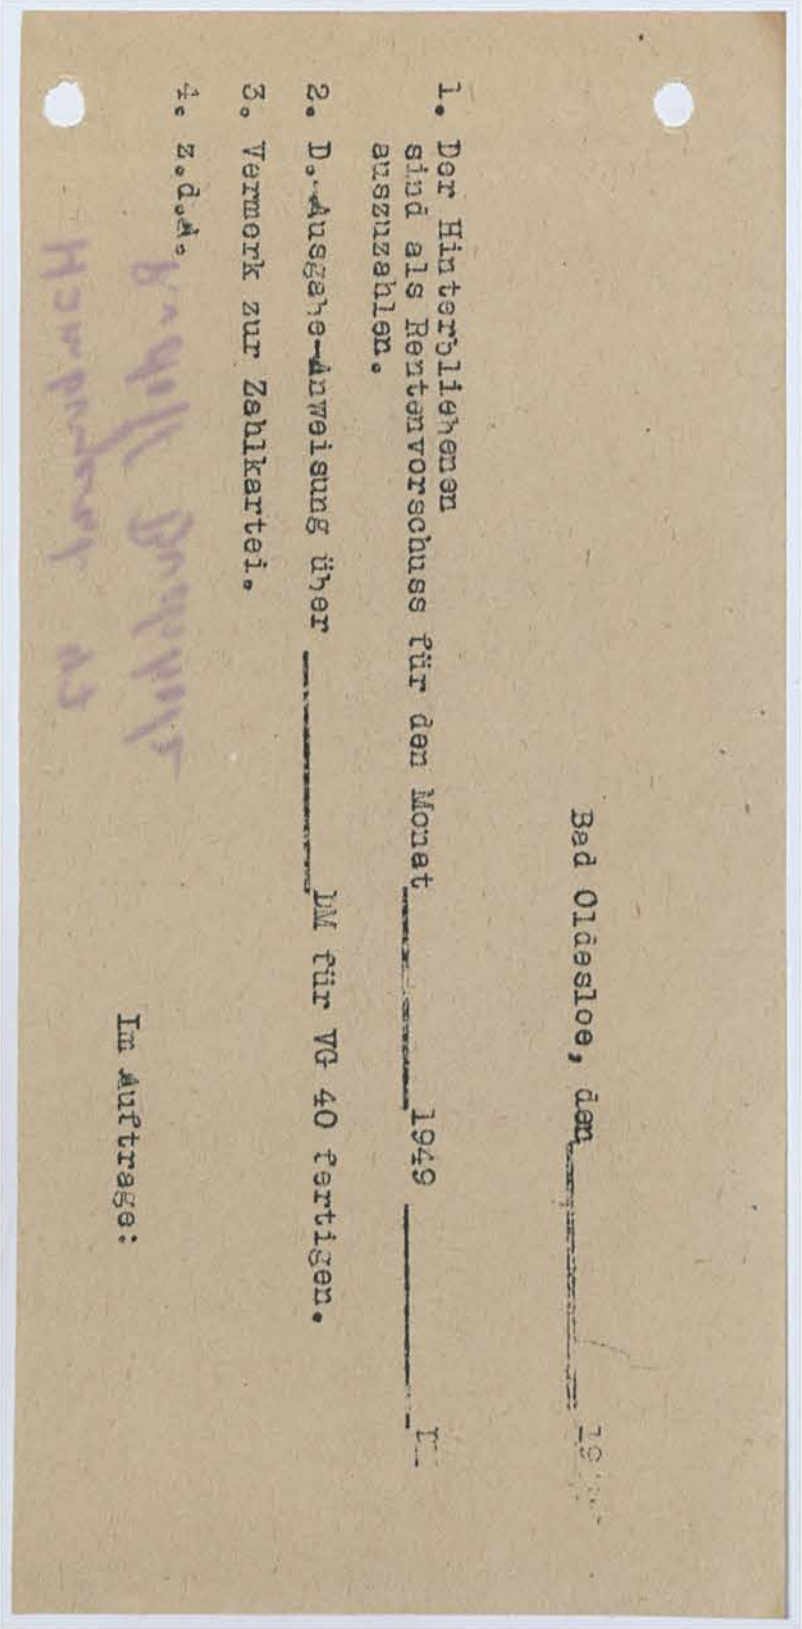 Bad Oldesloe, den 19
1. Der Hinterbliebenen
sind als Rentenvorschuss für den Monat 1949
auszuzahlen.
2. D.-Ausgabe-Anweisung über DM für VG 40 fertigen.
3. Vermerk zur Zahlkartei.
4. z.d.A.
Im Auftrage: